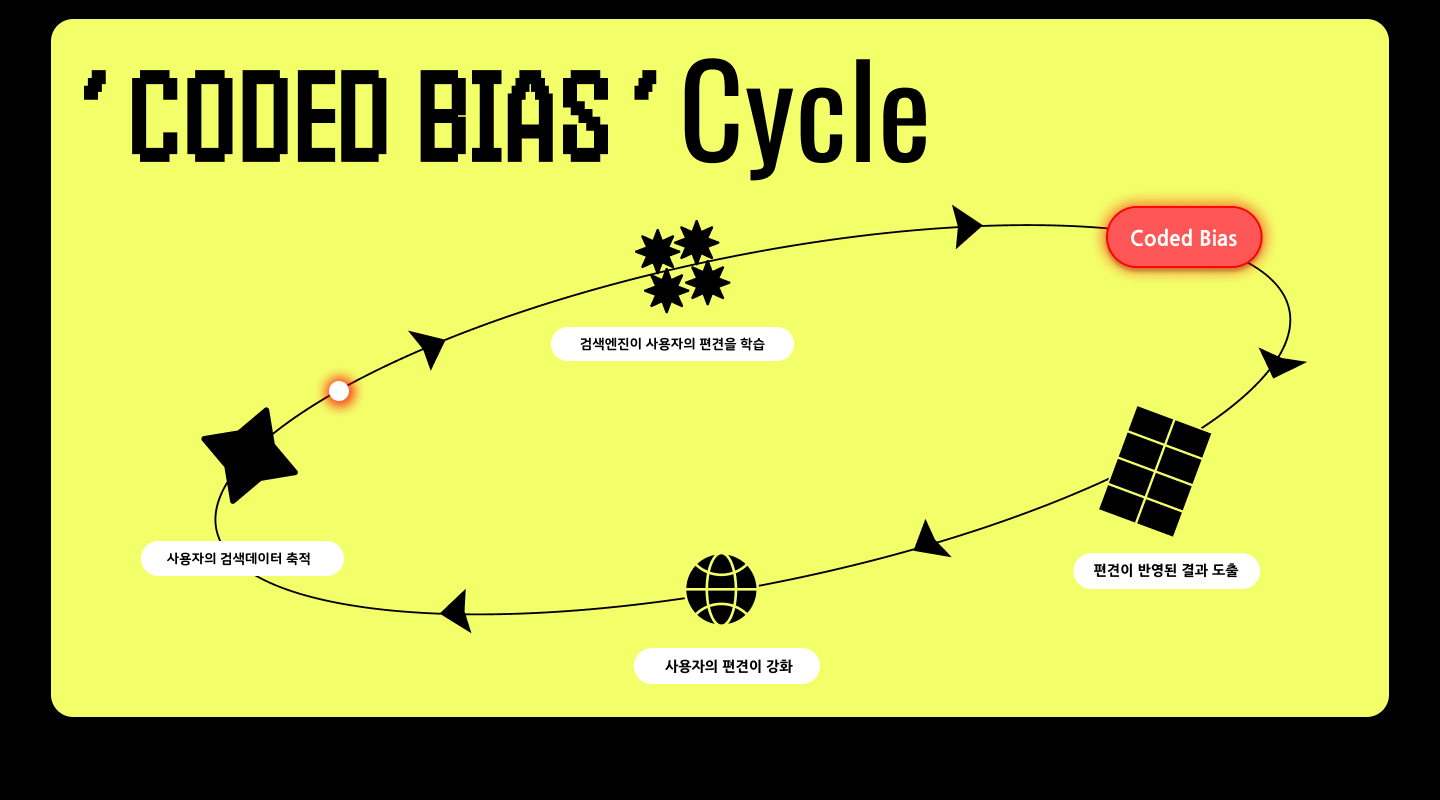 ′ CODED BIAS ′ Cycle
Coded Bias
검색엔진이 사용자의 편견을 학습
사용자의 검색데이터 축적
편견이 반영된 결과 도출
사용자의 편견이 강화